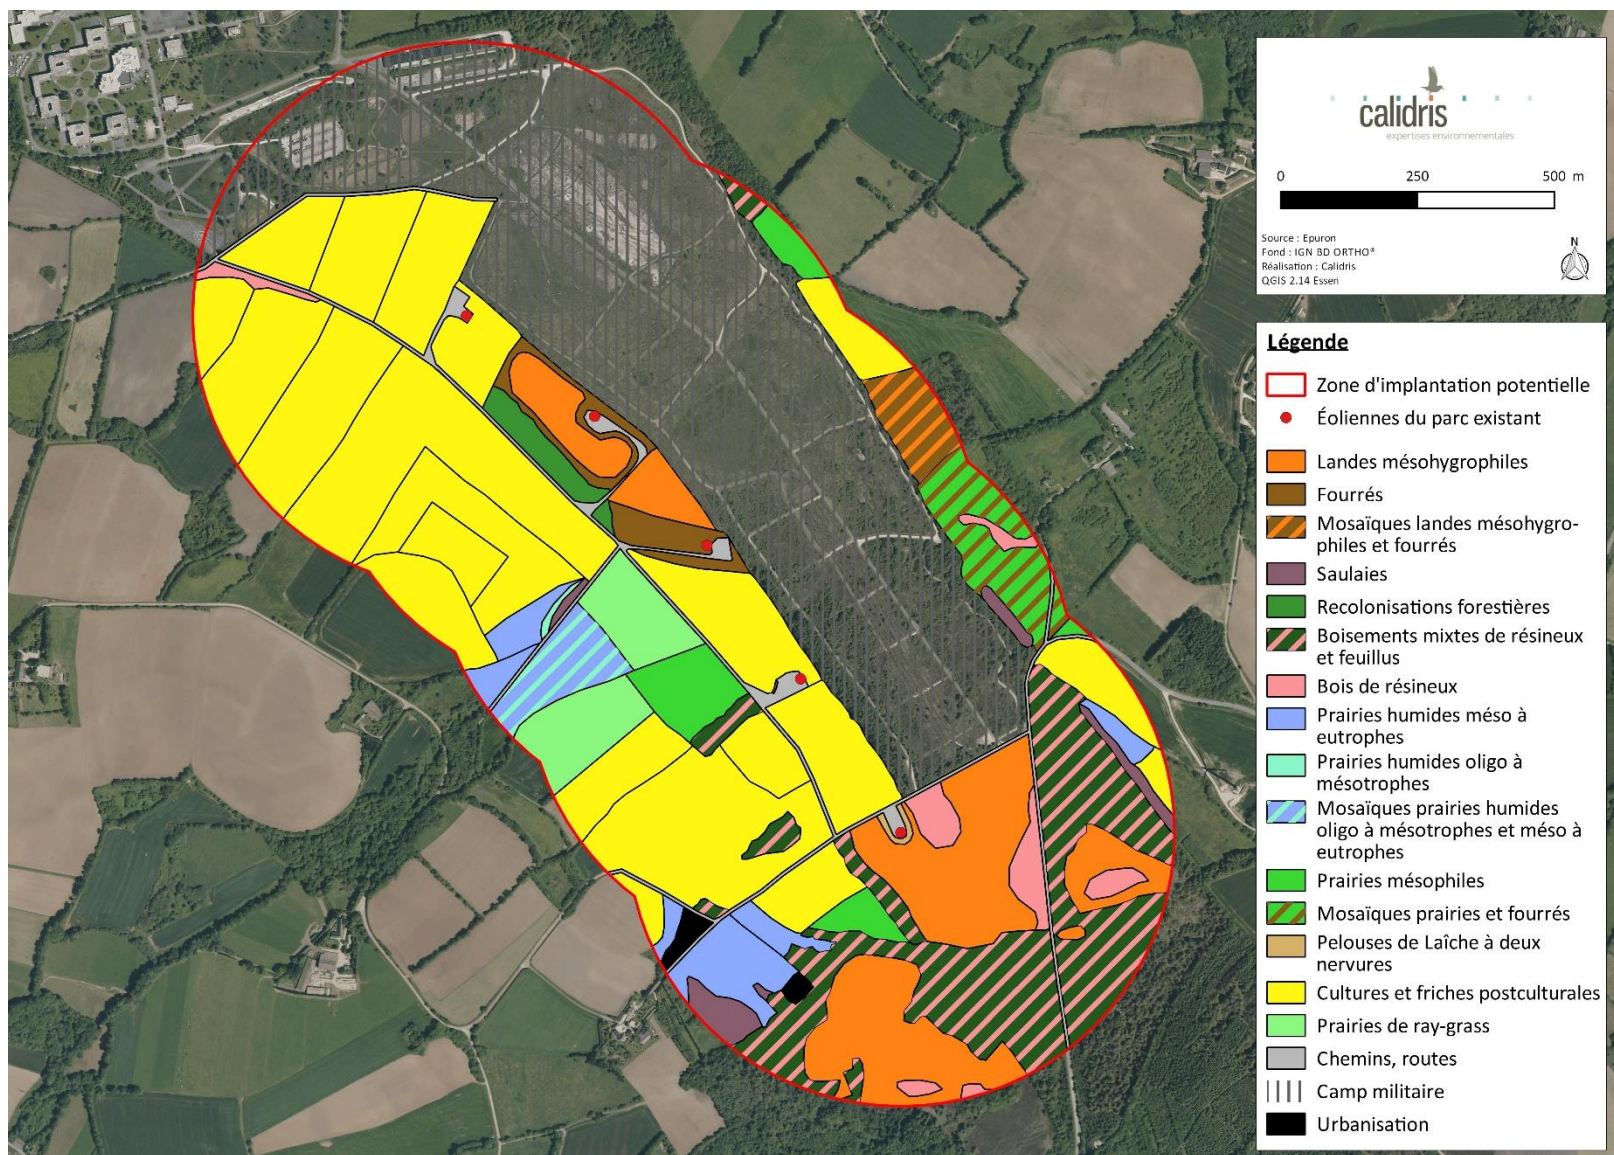 calidris
expertises environnementales
0 250 500 m
Source : Epuron
Fond : IGN BD ORTHO®
Réalisation : Calidris
QGIS 2.14 Essen
N
Légende
Zone d'implantation potentielle
Éoliennes du parc existant
Landes mésohygrophiles
Fourrés
Mosaïques landes mésohygro-
philes et fourrés
Saulaies
Recolonisations forestières
Boisements mixtes de résineux
et feuillus
Bois de résineux
Prairies humides méso à
eutrophes
Prairies humides oligo à
mésotrophes
Mosaïques prairies humides
oligo à mésotrophes et méso à
eutrophes
Prairies mésophiles
Mosaïques prairies et fourrés
Pelouses de Laîche à deux
nervures
Cultures et friches postculturales
Prairies de ray-grass
Chemins, routes
Camp militaire
Urbanisation